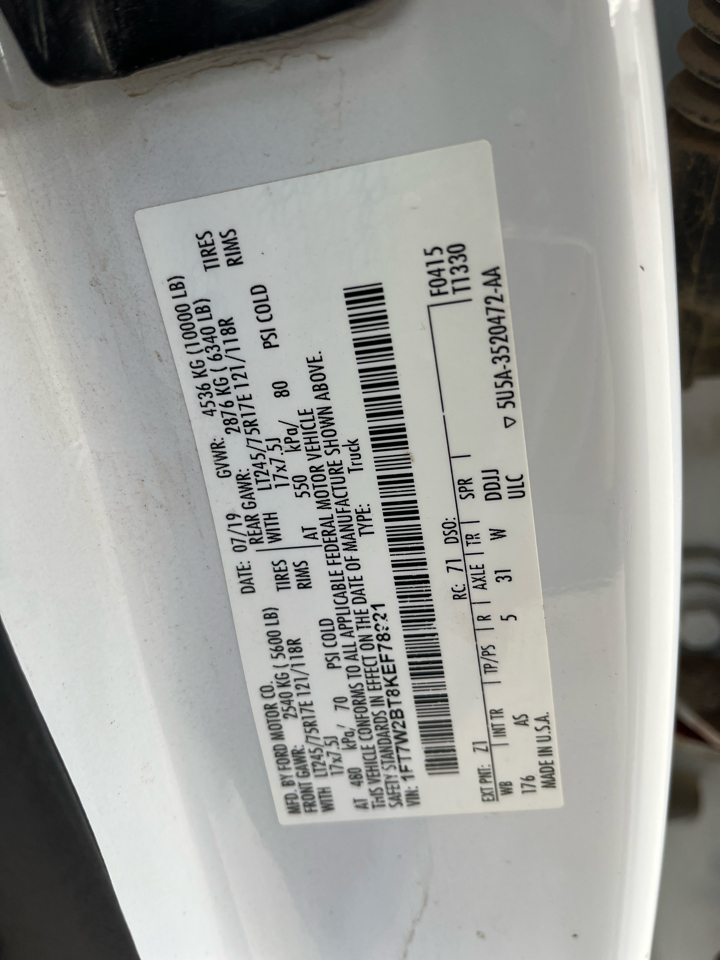 MFD. BY FORD MOTOR CO.
DATE: 07/19 GVWR: 4536 KG (10000 LB)
FRONT GAWR: 2540 KG ( 5600 LB) REAR GAWR: 2876 KG ( 6340 LB)
WITH LT245/75R17E 121/118R TIRES WITH LT245/75R17E 121/118R TIRES
17x7.5J RIMS 17x7.5J RIMS
AT 480 kPa/ 70 PSI COLD AT 550 kPa/ 80 PSI COLD
THIS VEHICLE CONFORMS TO ALL APPLICABLE FEDERAL MOTOR VEHICLE
SAFETY STANDARDS IN EFFECT ON THE DATE OF MANUFACTURE SHOWN ABOVE.
VIN: TYPE: Truck
F0415
T1330
EXT PNT: Z1 RC: 71 DSO:
WB INT TR TP/PS R AXLE TR SPR
176 AS 5 31 W DDJJ
MADE IN U.S.A. ULC ▽ 5U5A-3520472-AA